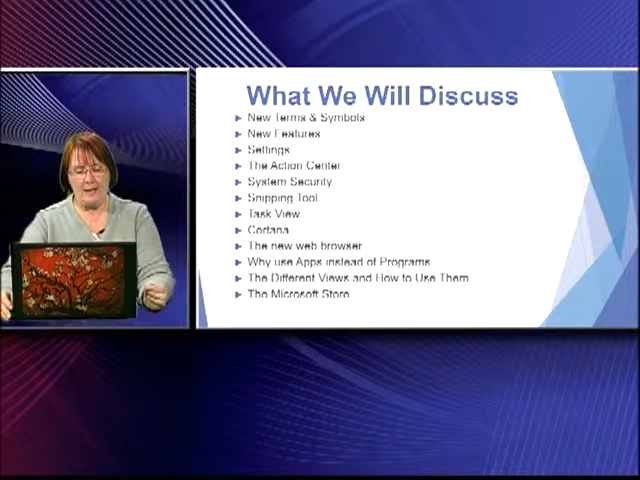 What We Will Discuss
New Terms & Symbols
New Features
Settings
The Action Center
System Security
Snipping Tool
Task View
Cortana
The new web browser
Why use Apps instead of Programs
The Different Views and How to Use Them
The Microsoft Store